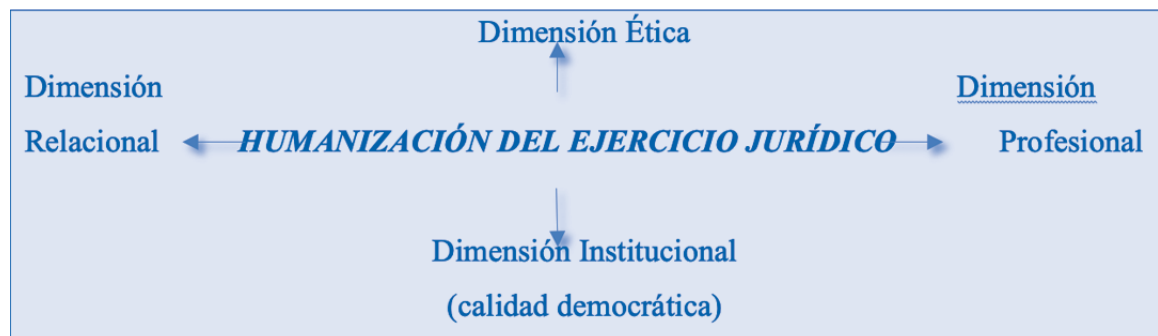 Dimensión Ética
Dimensión Dimensión
Relacional HUMANIZACIÓN DEL EJERCICIO JURÍDICO Profesional
Dimensión Institucional
(calidad democrática)